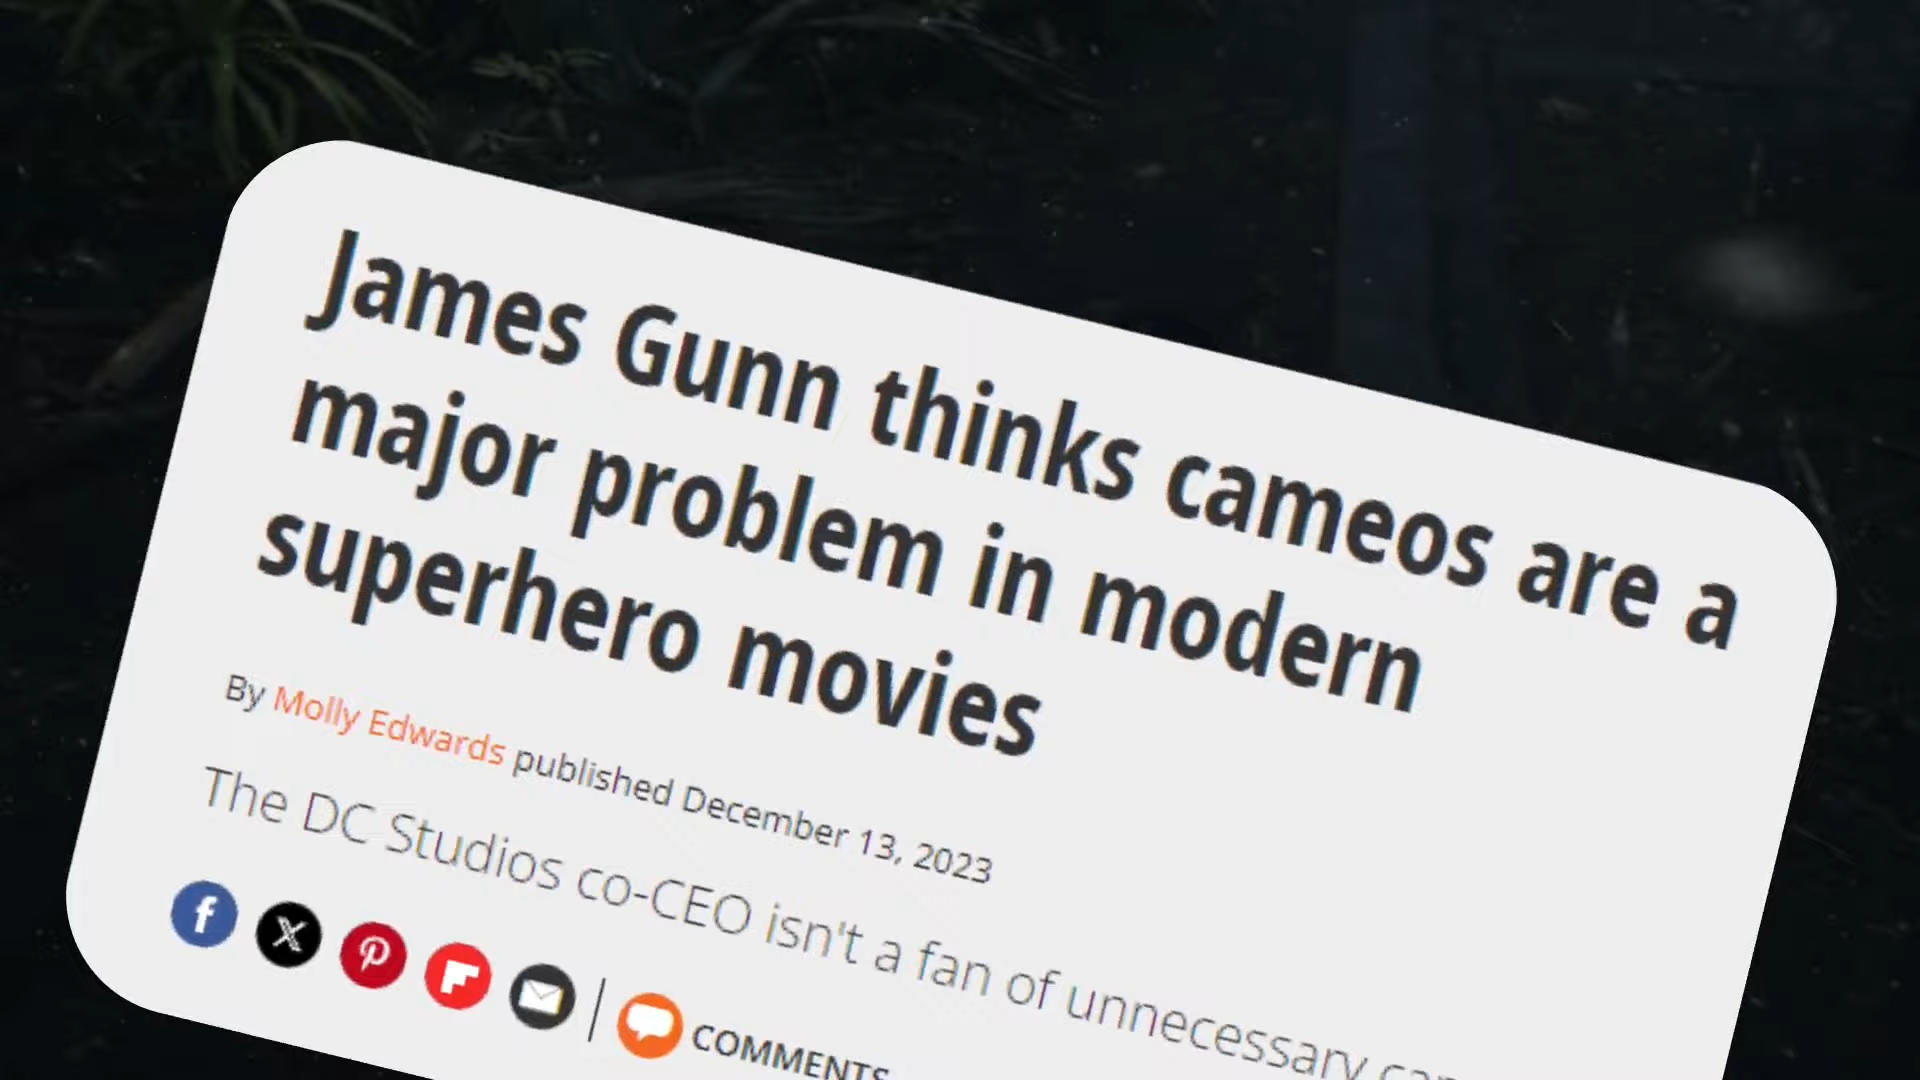 James Gunn thinks cameos are a
major problem in modern
superhero movies
By Molly Edwards published December 13, 2023
The DC Studios co-CEO isn't a fan of unnecessary
COMMENTS